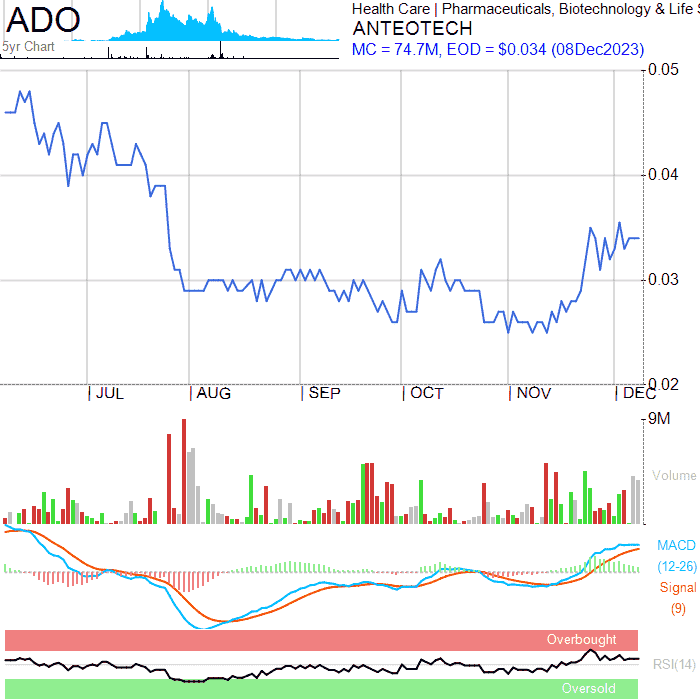 ADO
5yr Chart
Health Care | Pharmaceuticals, Biotechnology & Life S
ANTEOTECH
MC = 74.7M, EOD = $0.034 (08Dec2023)
0.05
0.04
0.03
0.02
JUL AUG SEP OCT NOV DEC
9M
Volume
MACD
(12-26)
Signal
(9)
Overbought
RSI(14)
Oversold